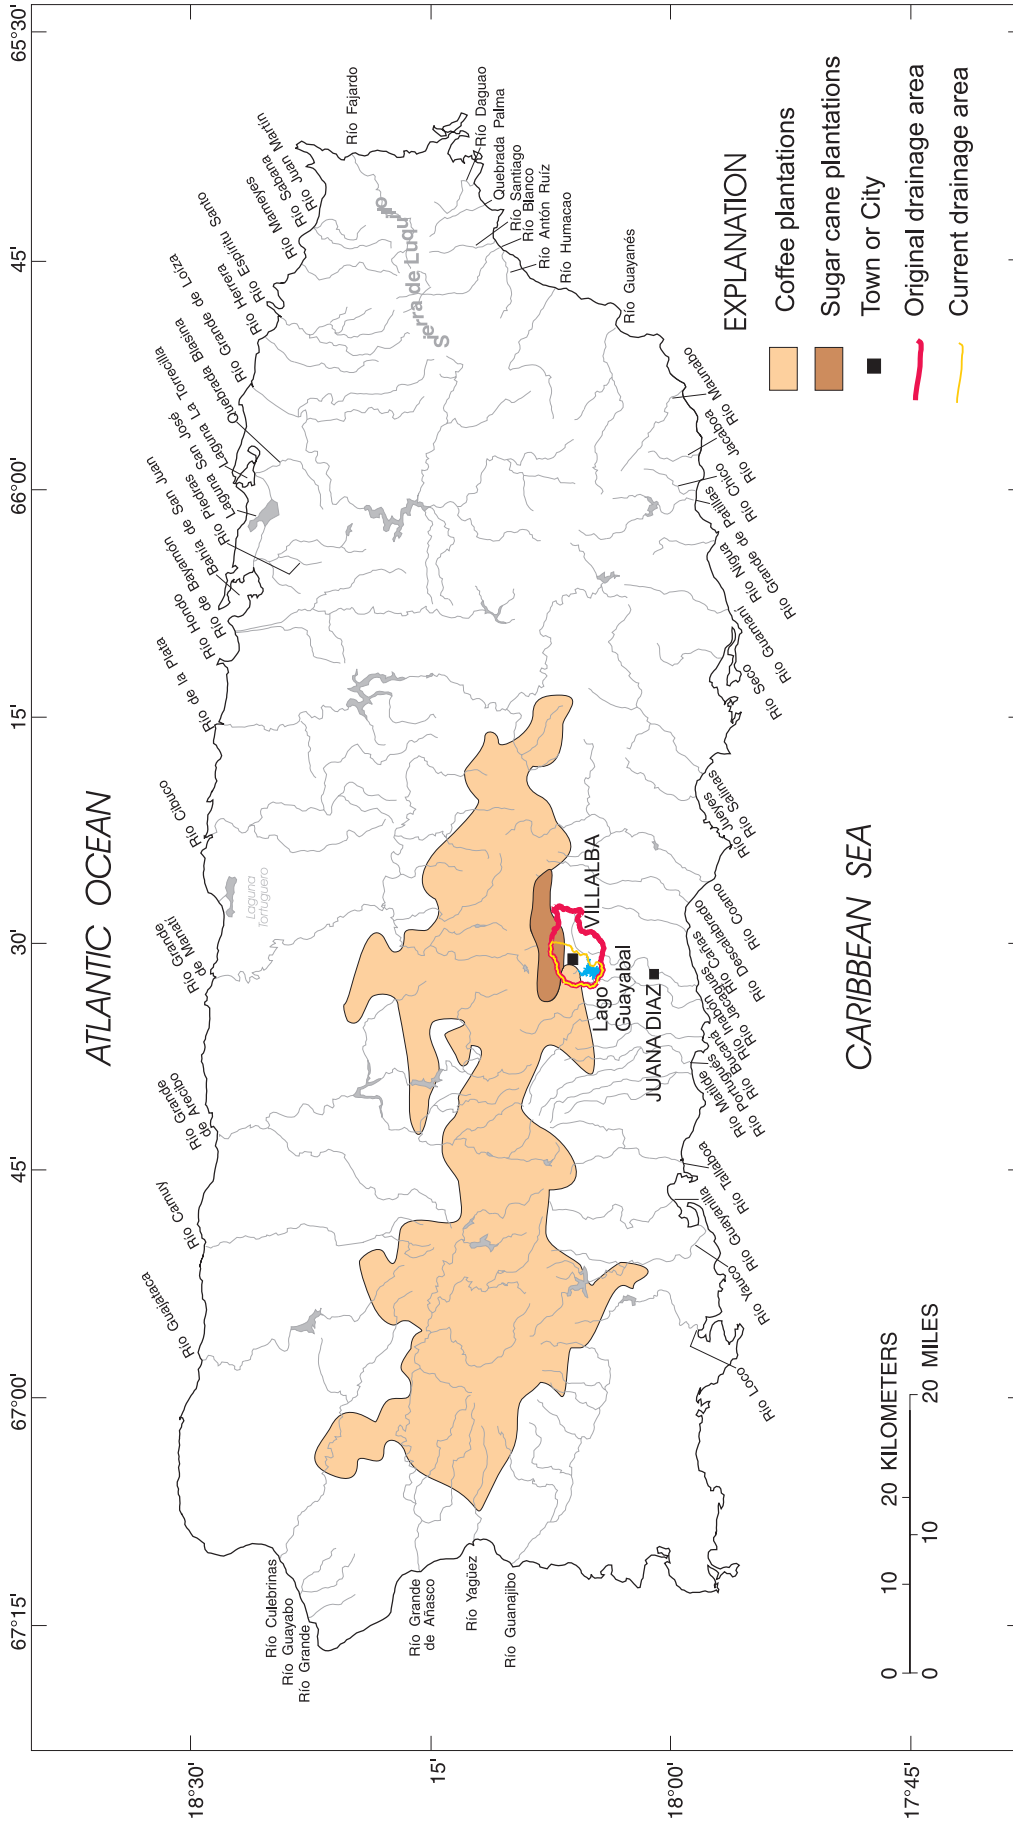 67°15'
67°00'
45'
30'
15'
66°00'
45'
65°30'
18°30'
15'
18°00'
17°45'
ATLANTIC OCEAN
Río Guajataca
Río Camuy
Río Grande
de Arecibo
Río Grande
de Manatí
Laguna
Tortuguero
Río Cibuco
Río de la Plata
Río Hondo
Río de Bayamón
Bahía de San Juan
Río Piedras
Laguna San José
Laguna La Torrecilla
Quebrada Blasina
Río Grande de Loíza
Río Herrera
Río Espíritu Santo
Río Mameyes
Río Sabana
Río Juan Martín
Río Fajardo
Sierra de Luquillo
Río Daguao
Quebrada Palma
Río Santiago
Río Blanco
Río Antón Ruíz
Río Humacao
Río Guayanés
Río Maunabo
Río Jacaboa
Río Chico
Río Grande de Patillas
Río Nigua
Río Guamaní
Río Seco
Río Salinas
Río Jueyes
Río Coamo
Río Descalabrado
Río Cañas
Río Jacaguas
Río Inabón
Río Bucaná
Río Portugués
Río Matilde
Río Tallaboa
Río Guayanilla
Río Yauco
Río Loco
Río Culebrinas
Río Guayabo
Río Grande
Río Grande
de Añasco
Río Yagüez
Río Guanajibo
VILLALBA
Lago
Guayabal
JUANA DIAZ
CARIBBEAN SEA
EXPLANATION
Coffee plantations
Sugar cane plantations
Town or City
Original drainage area
Current drainage area
0 10 20 KILOMETERS
0 10 20 MILES